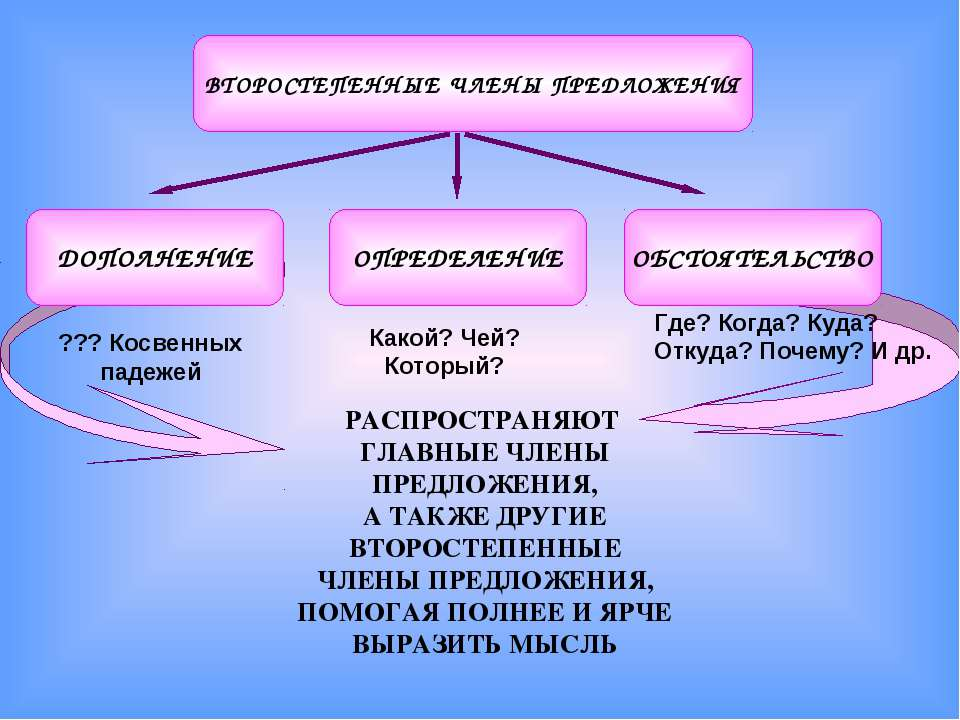 ВТОРОСТЕПЕННЫЕ ЧЛЕНЫ ПРЕДЛОЖЕНИЯ
ДОПОЛНЕНИЕ
ОПРЕДЕЛЕНИЕ
ОБСТОЯТЕЛЬСТВО
??? Косвенных
падежей
Какой? Чей?
Который?
Где? Когда? Куда?
Откуда? Почему? И др.
РАСПРОСТРАНЯЮТ
ГЛАВНЫЕ ЧЛЕНЫ
ПРЕДЛОЖЕНИЯ,
А ТАКЖЕ ДРУГИЕ
ВТОРОСТЕПЕННЫЕ
ЧЛЕНЫ ПРЕДЛОЖЕНИЯ,
ПОМОГАЯ ПОЛНЕЕ И ЯРЧЕ
ВЫРАЗИТЬ МЫСЛЬ